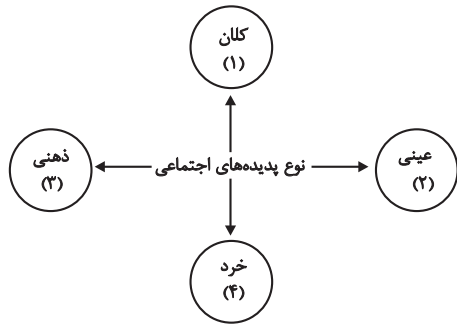 کلان
(۱)
ذهنی
(۳)
نوع پدیده‌های اجتماعی
عینی
(۲)
خرد
(۴)